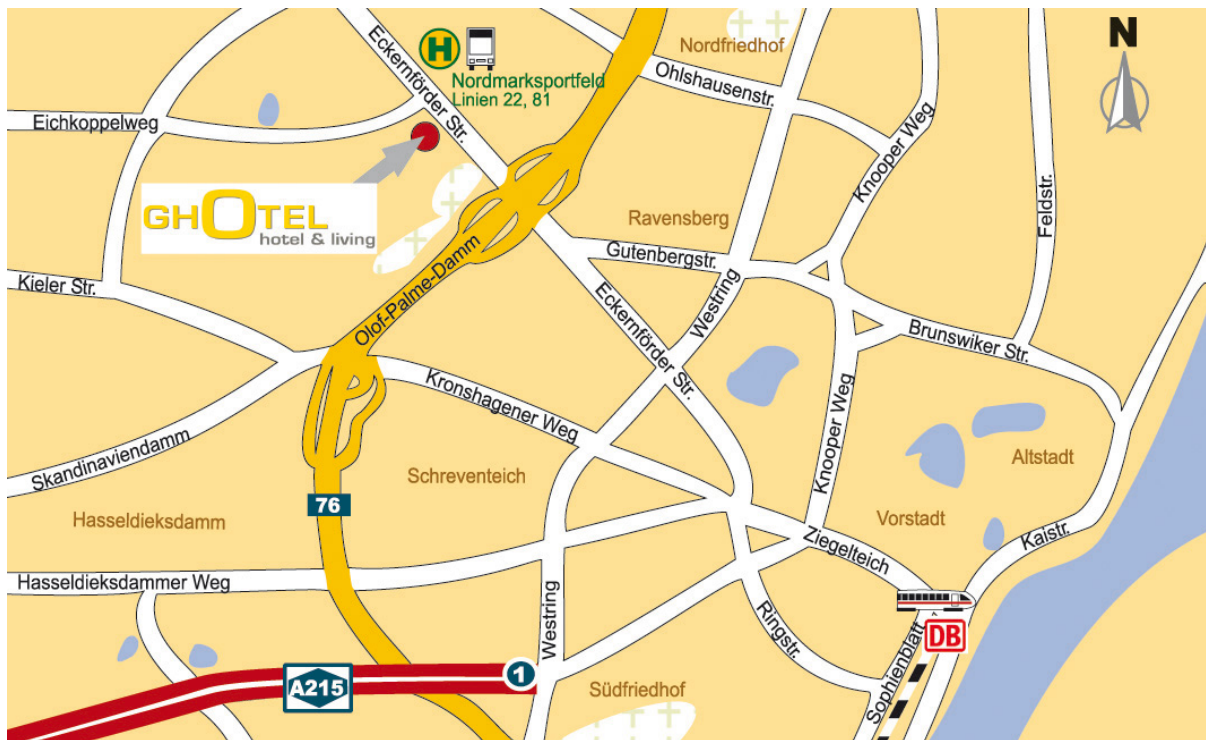 N
Nordfriedhof
Eckernförder Str.
H
Nordmarksportfeld
Linien 22, 81
Ohlshausenstr.
Eichkoppelweg
Knooper Weg
Feldstr.
GHOTEL
hotel & living
Ravensberg
Gutenbergstr.
Kieler Str.
Olof-Palme-Damm
Eckernförder Str.
Westring
Brunswiker Str.
Kronshagener Weg
Knooper Weg
Skandinaviendamm
Schreventeich
Altstadt
76
Hasseldieksdamm
Vorstadt
Kaistr.
Ziegelteich
Hasseldieksdammer Weg
Westring
Ringstr.
Sophienblatt
DB
A215
1
Südfriedhof